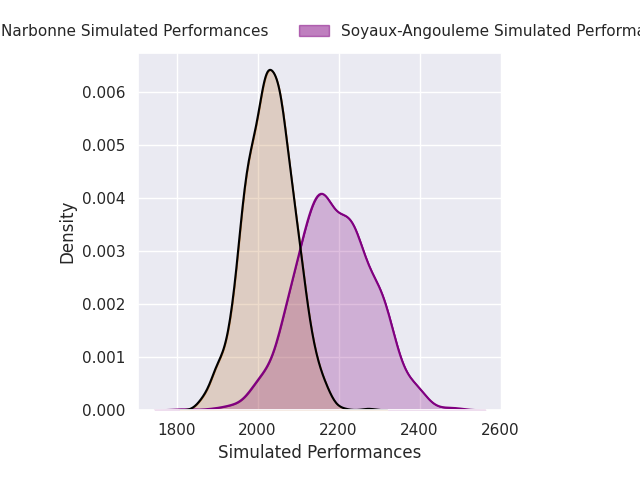 Narbonne Simulated Performances
Soyaux-Angouleme Simulated
0.006
0.005
0.004
0.003
0.002
0.001
0.000
Density
1800 2000 2200 2400 2600
Simulated Performances